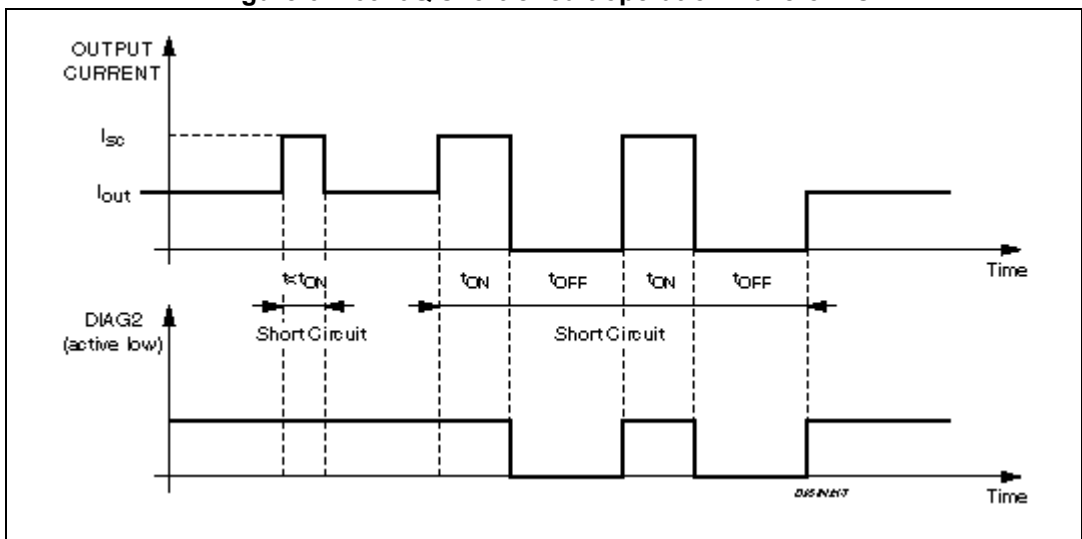 OUTPUT
CURRENT
Isc
Iout
Time
t<tON
tON
tOFF
tON
tOFF
Short Circuit
Short Circuit
DIAG2
(active low)
Time